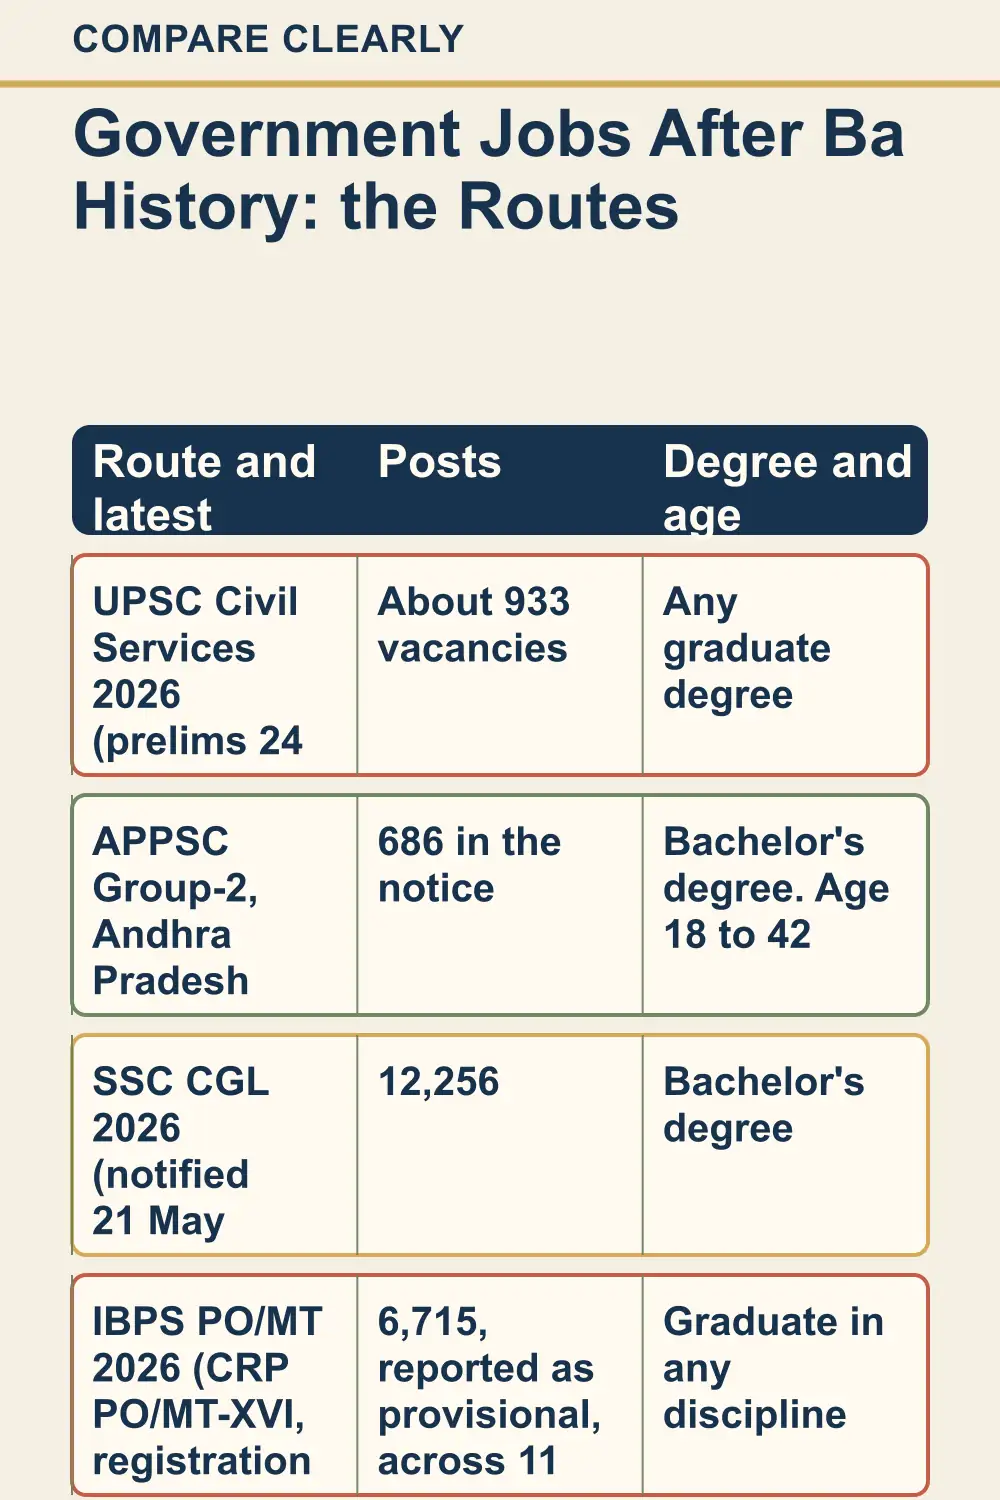 COMPARE CLEARLY
Government Jobs After Ba
History: the Routes
Route and
latest
Posts
Degree and
age
UPSC Civil
Services
2026
(prelims 24
About 933
vacancies
Any
graduate
degree
APPSC
Group-2,
Andhra
Pradesh
686 in the
notice
Bachelor's
degree. Age
18 to 42
SSC CGL
2026
(notified
21 May
12,256
Bachelor's
degree
IBPS PO/MT
2026 (CRP
PO/MT-XVI,
registration
6,715,
reported as
provisional,
across 11
Graduate in
any
discipline